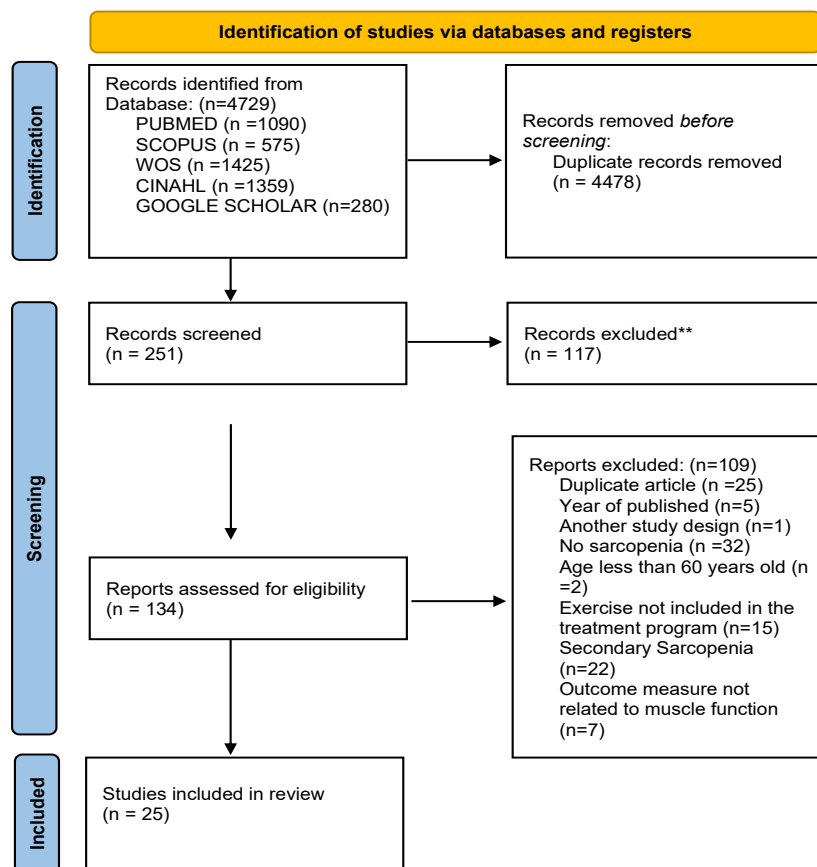 Identification of studies via databases and registers
Identification
Records identified from
Database: (n=4729)
PUBMED (n =1090)
SCOPUS (n = 575)
WOS (n =1425)
CINAHL (n =1359)
GOOGLE SCHOLAR (n=280)
Records removed before
screening:
Duplicate records removed
(n = 4478)
Screening
Records screened
(n = 251)
Records excluded**
(n = 117)
Reports assessed for eligibility
(n = 134)
Reports excluded: (n=109)
Duplicate article (n =25)
Year of published (n=5)
Another study design (n=1)
No sarcopenia (n =32)
Age less than 60 years old (n
=2)
Exercise not included in the
treatment program (n=15)
Secondary Sarcopenia
(n=22)
Outcome measure not
related to muscle function
(n=7)
Included
Studies included in review
(n = 25)